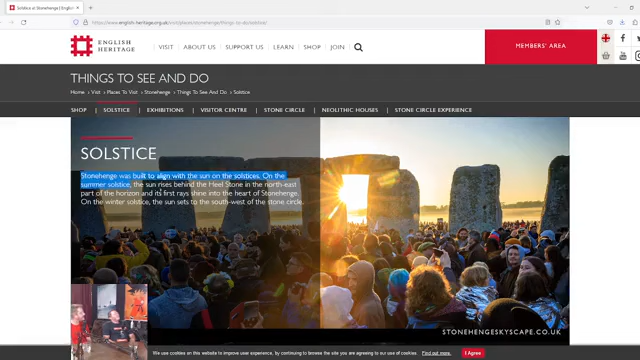 Solstice at Stonehenge | English
https://www.english-heritage.org.uk/visit/places/stonehenge/things-to-do/solstice/
ENGLISH HERITAGE
VISIT ABOUT US SUPPORT US LEARN SHOP JOIN
MEMBERS' AREA
THINGS TO SEE AND DO
Home > Visit > Places To Visit > Stonehenge > Things To See And Do > Solstice
SHOP | SOLSTICE | EXHIBITIONS | VISITOR CENTRE | STONE CIRCLE | NEOLITHIC HOUSES | STONE CIRCLE EXPERIENCE
SOLSTICE
Stonehenge was built to align with the sun on the solstices. On the
summer solstice, the sun rises behind the Heel Stone in the north-east
part of the horizon and its first rays shine into the heart of Stonehenge.
On the winter solstice, the sun sets to the south-west of the stone circle.
STONEHENGESKYSCAPE.CO.UK
We use cookies on this website to improve user experience, by continuing to browse the site you are agreeing to our use of cookies. Find out more. I Agree